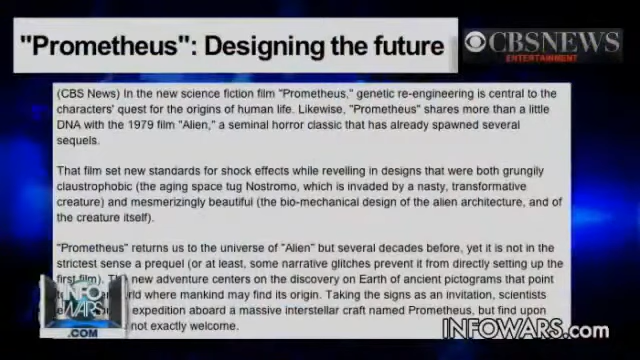 "Prometheus": Designing the future
CBSNEWS
ENTERTAINMENT
(CBS News) In the new science fiction film "Prometheus," genetic re-engineering is central to the
characters' quest for the origins of human life. Likewise, "Prometheus" shares more than a little
DNA with the 1979 film "Alien," a seminal horror classic that has already spawned several
sequels.
That film set new standards for shock effects while revelling in designs that were both grungily
claustrophobic (the aging space tug Nostromo, which is invaded by a nasty, transformative
creature) and mesmerizingly beautiful (the bio-mechanical design of the alien architecture, and of
the creature itself).
"Prometheus" returns us to the universe of "Alien" but several decades before, yet it is not in the
strictest sense a prequel (or at least, some narrative glitches prevent it from directly setting up the
first film). The new adventure centers on the discovery on Earth of ancient pictograms that point
world where mankind may find its origin. Taking the signs as an invitation, scientists
expedition aboard a massive interstellar craft named Prometheus, but find upon
not exactly welcome.
INFO
WARS
.COM
INFOWARS.com